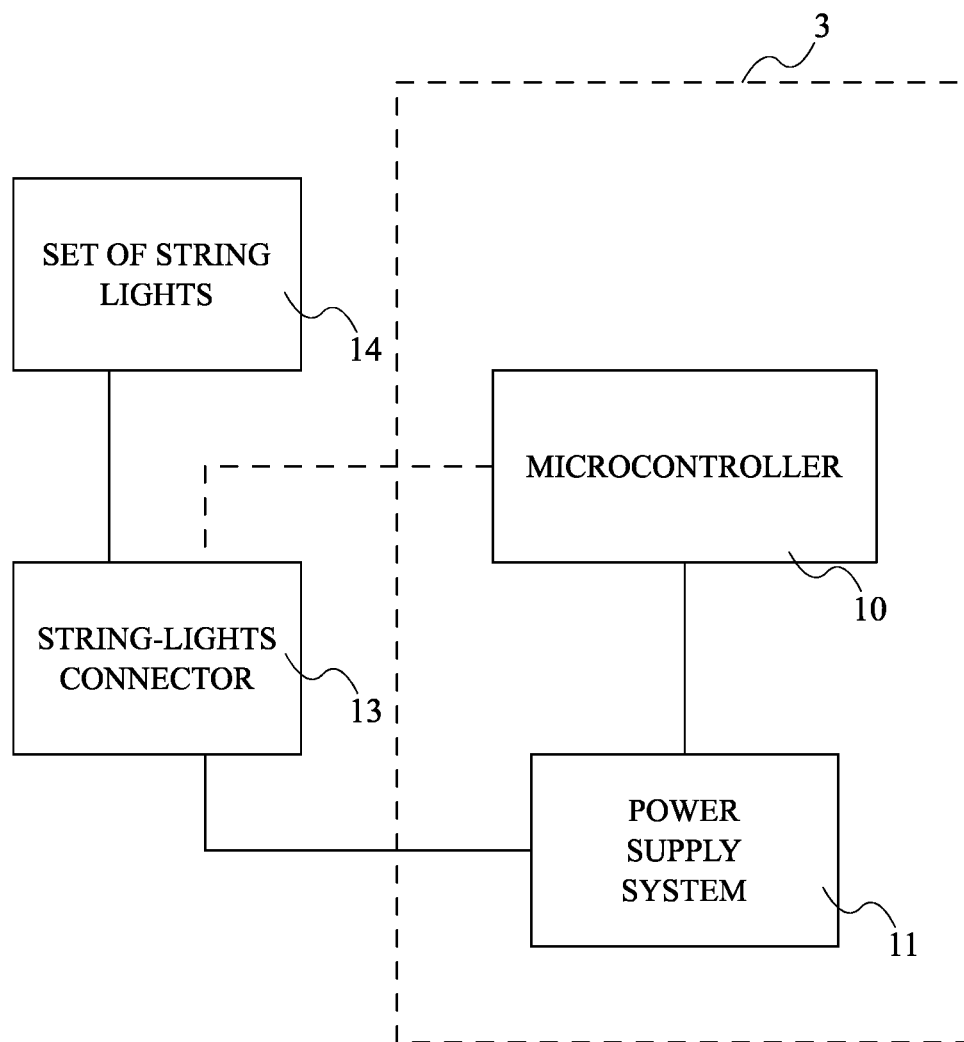 3
SET OF STRING
LIGHTS
14
MICROCONTROLLER
10
STRING-LIGHTS
CONNECTOR
13
POWER
SUPPLY
SYSTEM
11